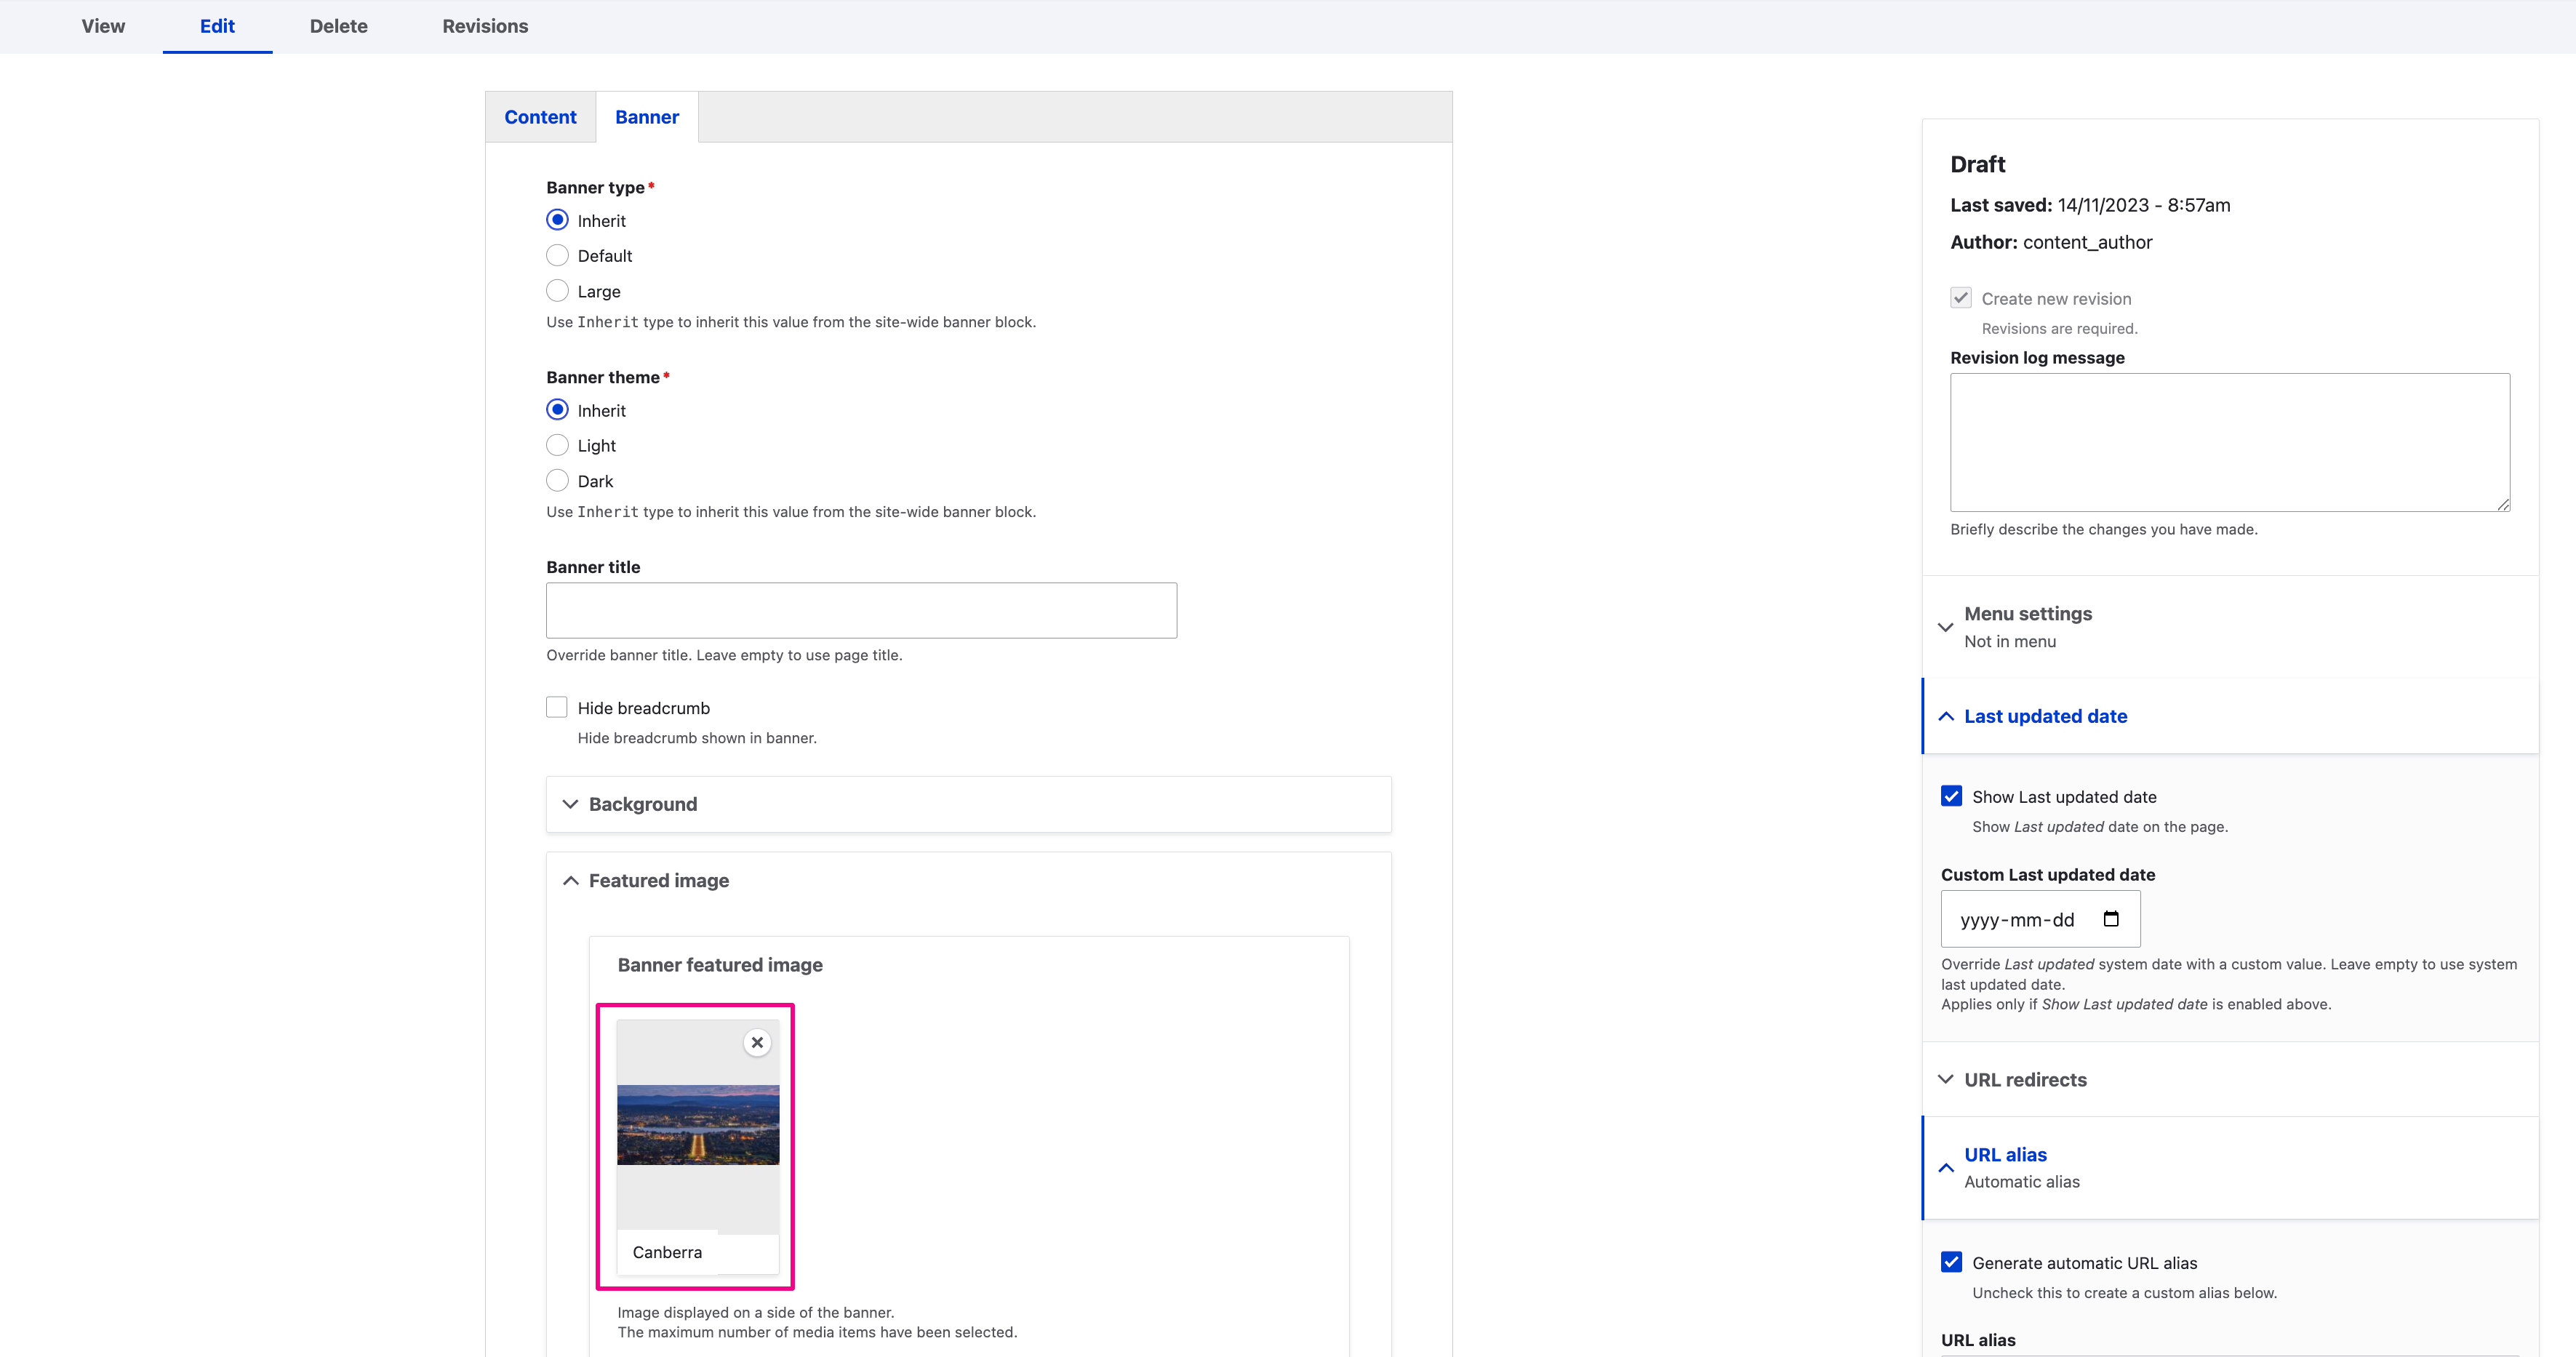 View Edit Delete Revisions
Content Banner
Banner type*
Inherit
Default
Large
Use Inherit type to inherit this value from the site-wide banner block.
Banner theme*
Inherit
Light
Dark
Use Inherit type to inherit this value from the site-wide banner block.
Banner title
Override banner title. Leave empty to use page title.
Hide breadcrumb
Hide breadcrumb shown in banner.
Background
Featured image
Banner featured image
Canberra
Image displayed on a side of the banner.
The maximum number of media items have been selected.
Draft
Last saved: 14/11/2023 - 8:57am
Author: content_author
Create new revision
Revisions are required.
Revision log message
Briefly describe the changes you have made.
Menu settings
Not in menu
Last updated date
Show Last updated date
Show Last updated date on the page.
Custom Last updated date
yyyy-mm-dd
Override Last updated system date with a custom value. Leave empty to use system
last updated date.
Applies only if Show Last updated date is enabled above.
URL redirects
URL alias
Automatic alias
Generate automatic URL alias
Uncheck this to create a custom alias below.
URL alias